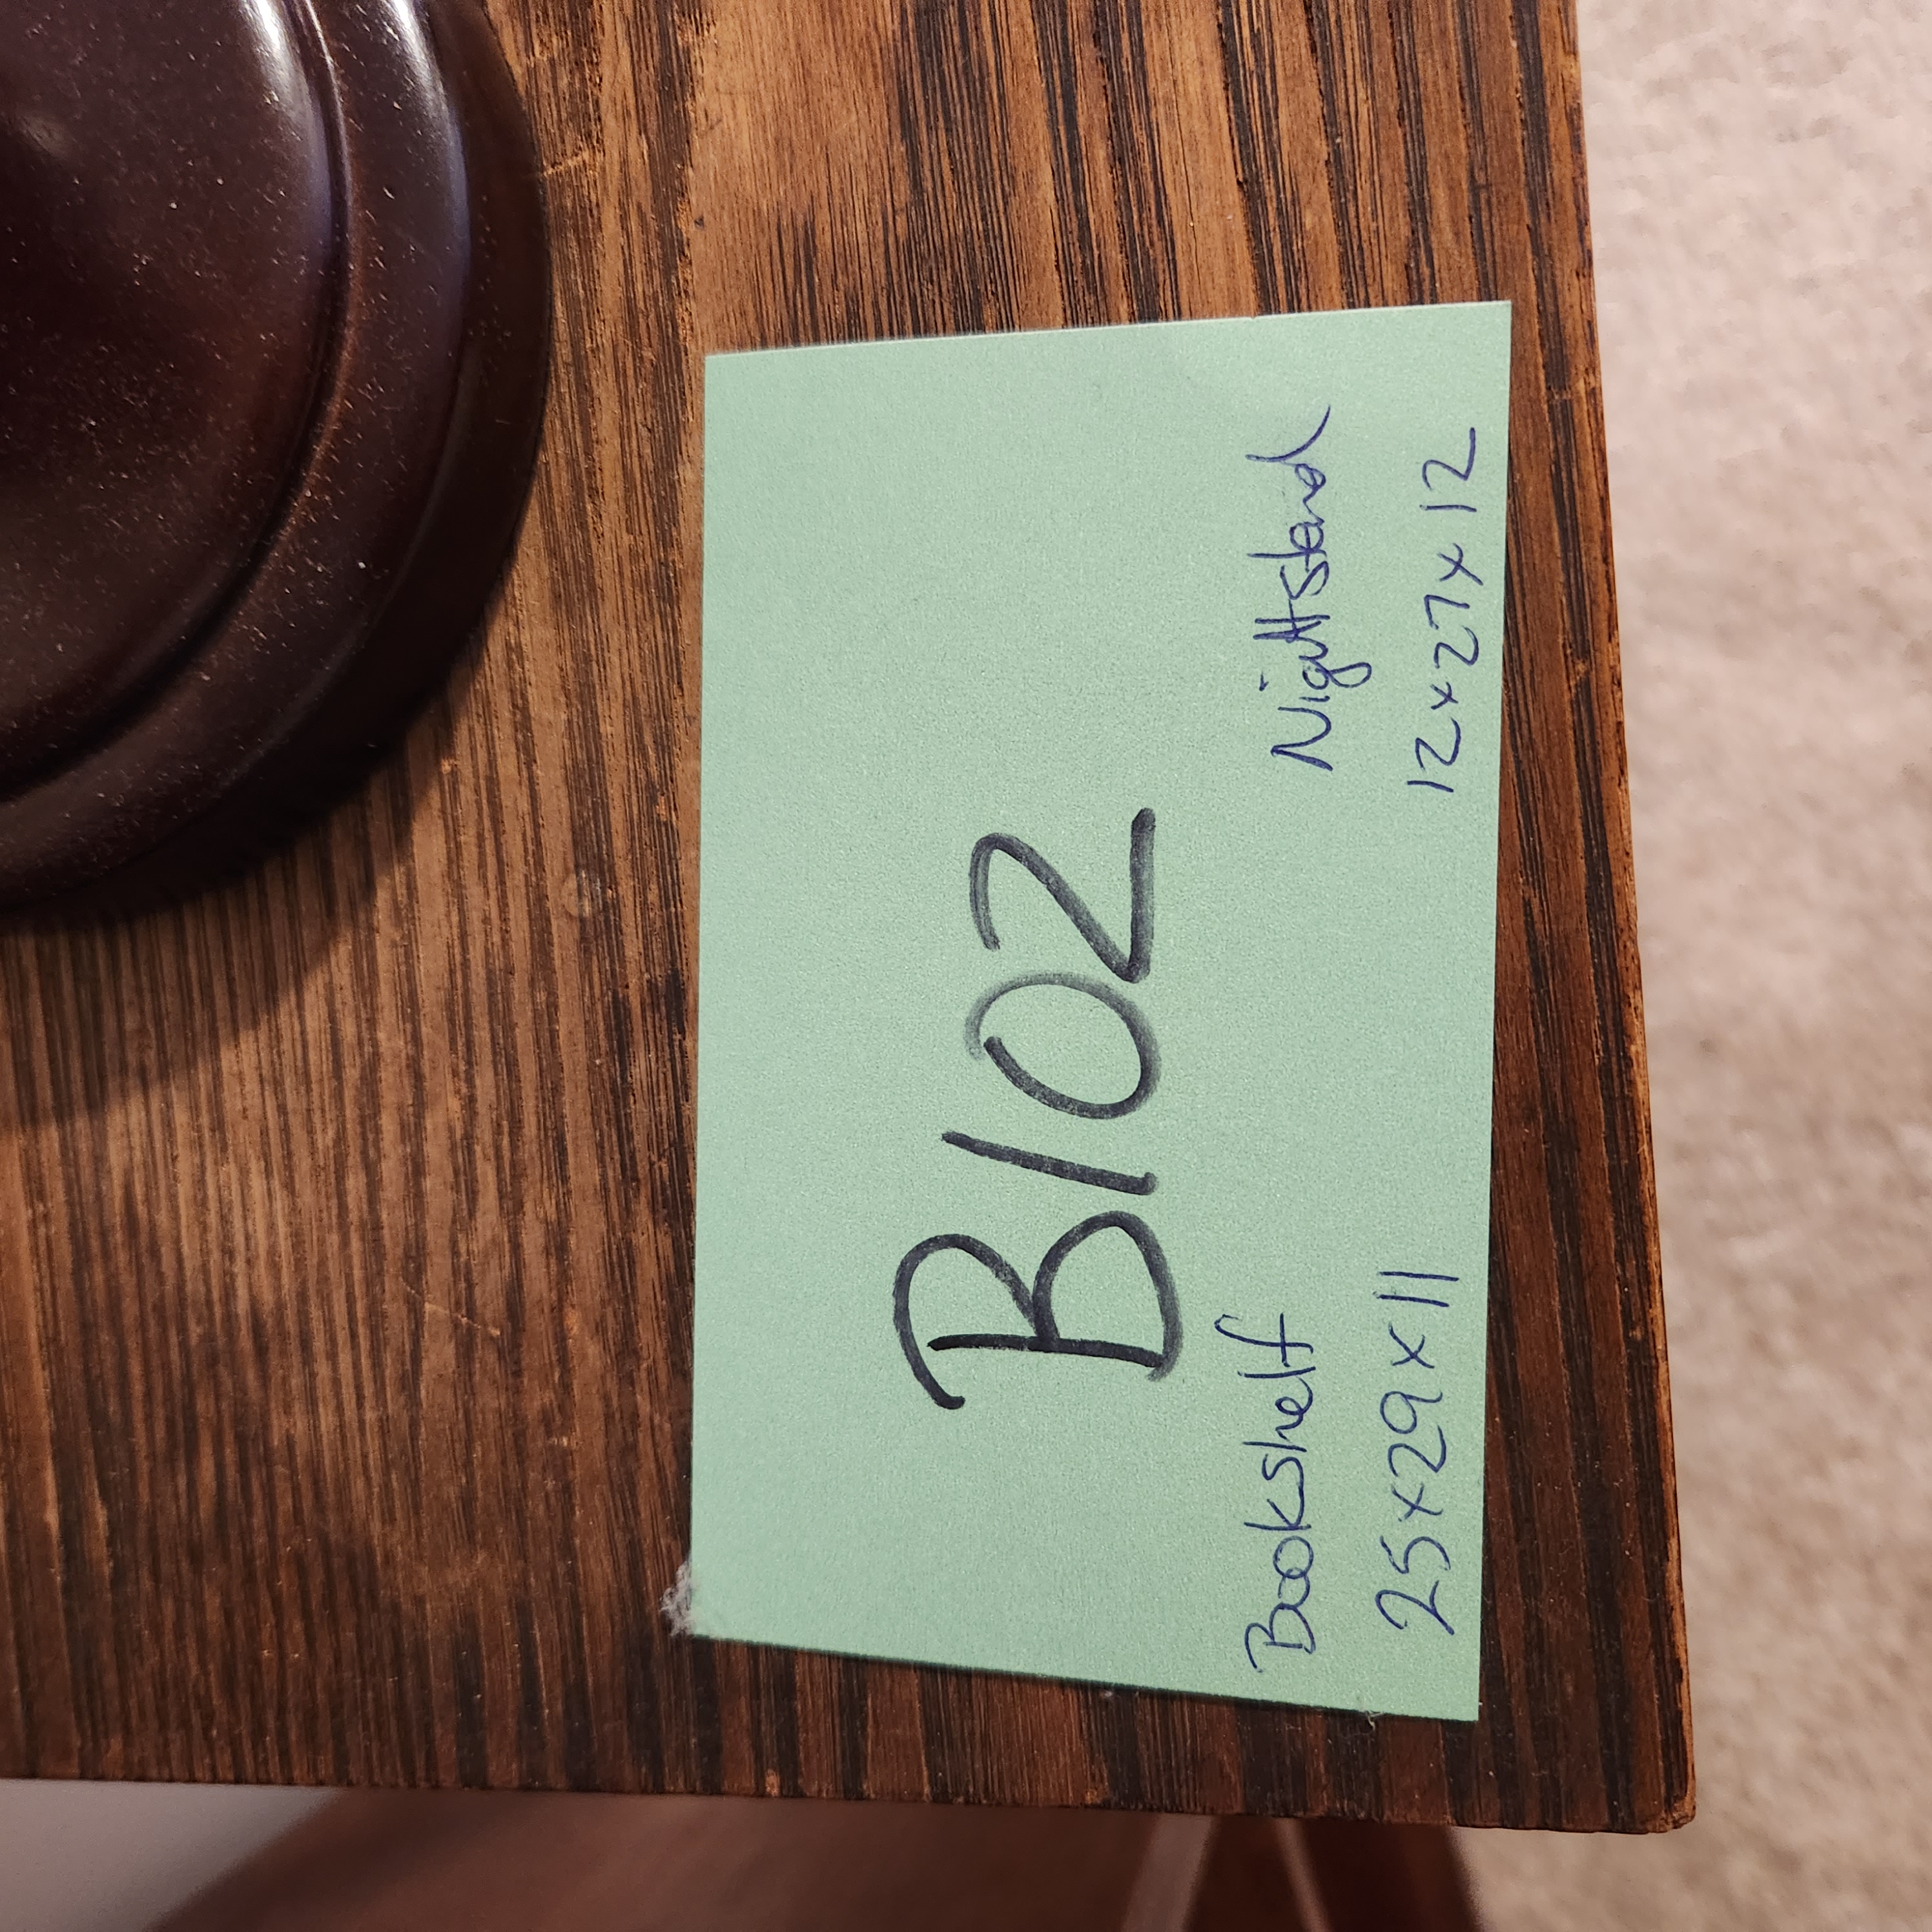 B102
Bookshelf
25x29x11
Nightstand
12x27x12